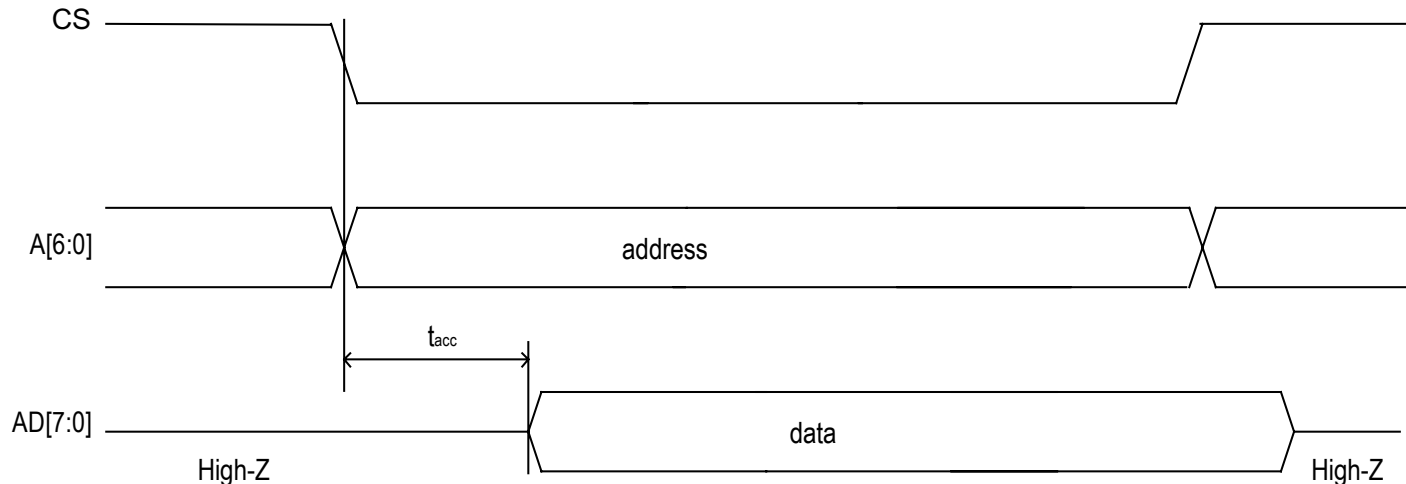 CS
A[6:0]
address
tacc
AD[7:0]
data
High-Z
High-Z